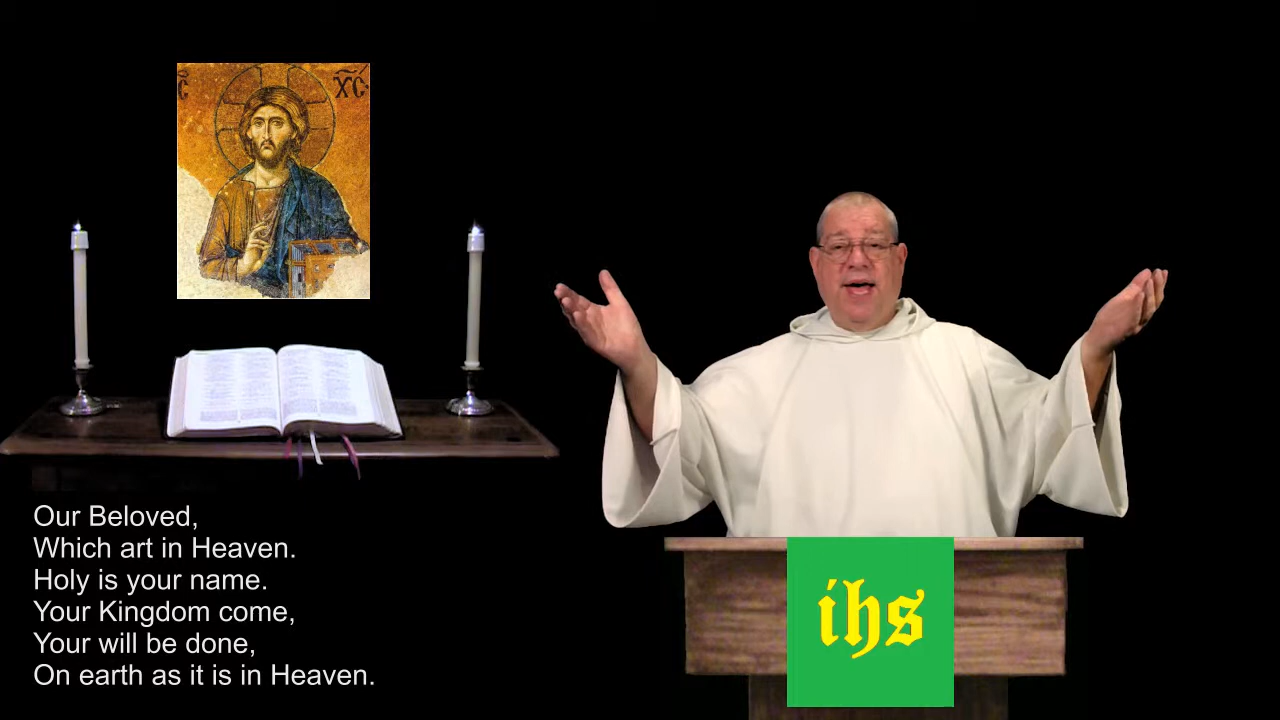 XC
Our Beloved,
Which art in Heaven.
Holy is your name.
Your Kingdom come,
Your will be done,
On earth as it is in Heaven.
ihs